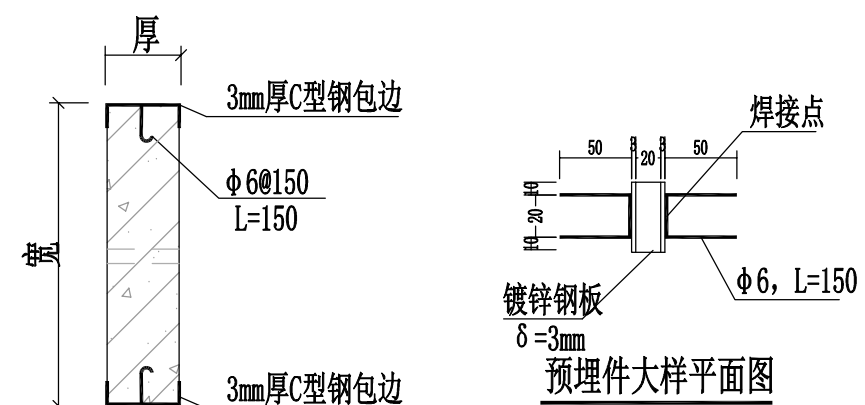 厚
3mm厚C型钢包边
ф6@150
L=150
宽
3mm厚C型钢包边
焊接点
50 3 20 3 50
10
20
10
ф6，L=150
镀锌钢板
δ=3mm
预埋件大样平面图